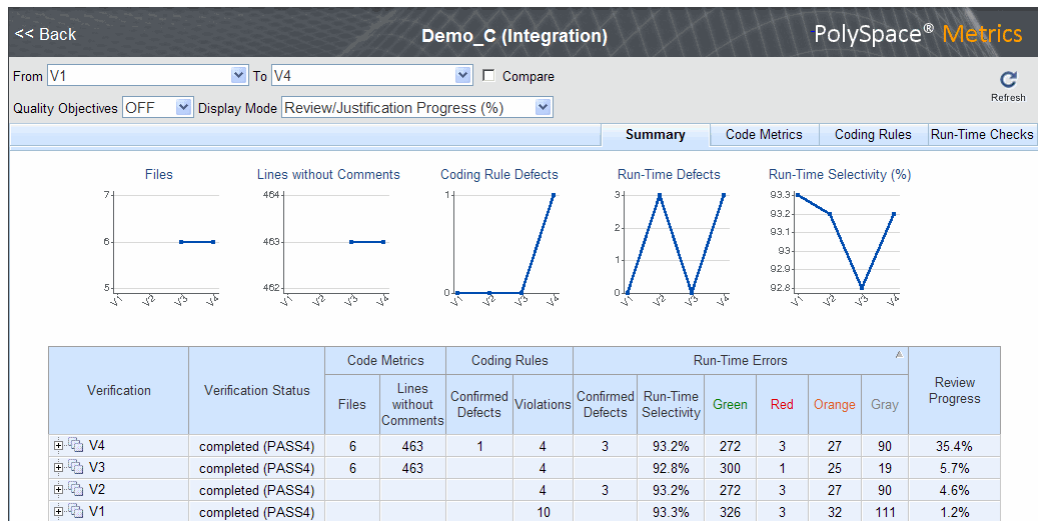 << Back Demo_C (Integration) PolySpace® Metrics
From V1 To V4 Compare
Refresh
Quality Objectives OFF Display Mode Review/Justification Progress (%)
Summary Code Metrics Coding Rules Run-Time Checks
Files Lines without Comments Coding Rule Defects Run-Time Defects Run-Time Selectivity (%)
7 464 1 3 93.3
93.2
2
6 463 93.1
93
1
92.9
5 462 0 0 92.8
V1 V2 V3 V4 V1 V2 V3 V4 V1 V2 V3 V4 V1 V2 V3 V4 V1 V2 V3 V4
Verification Verification Status Code Metrics Coding Rules Run-Time Errors Review Progress
Files Lines without Comments Confirmed Defects Violations Confirmed Defects Run-Time Selectivity Green Red Orange Gray
V4 completed (PASS4) 6 463 1 4 3 93.2% 272 3 27 90 35.4%
V3 completed (PASS4) 6 463 4 92.8% 300 1 25 19 5.7%
V2 completed (PASS4) 4 3 93.2% 272 3 27 90 4.6%
V1 completed (PASS4) 10 93.3% 326 3 32 111 1.2%